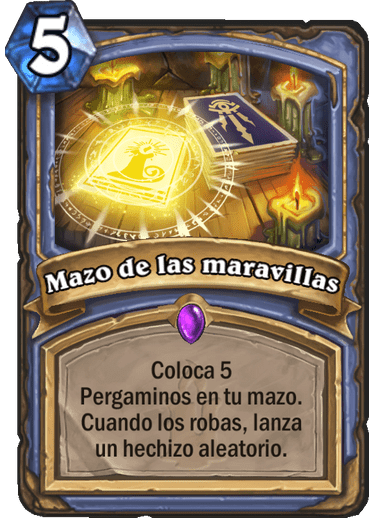 5
Mazo de las maravillas
Coloca 5
Pergaminos en tu mazo.
Cuando los robas, lanza
un hechizo aleatorio.